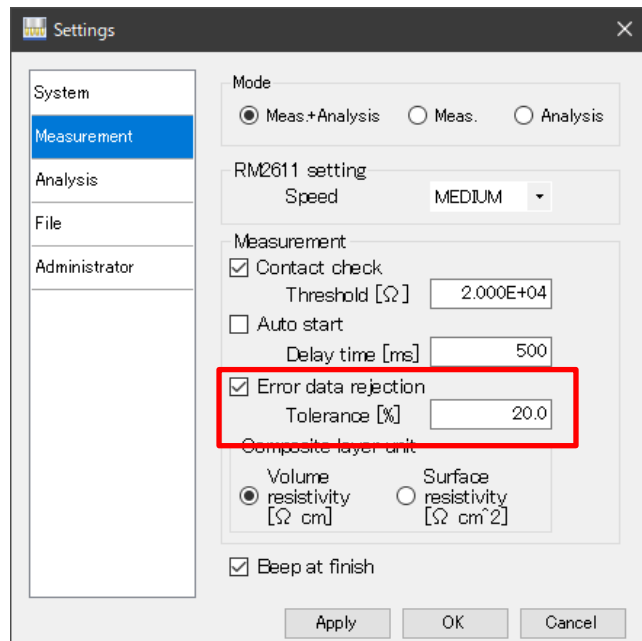 Settings
System
Measurement
Analysis
File
Administrator
Mode
Meas.+Analysis Meas. Analysis
RM2611 setting
Speed MEDIUM
Measurement
Contact check
Threshold [Ω] 2.000E+04
Auto start
Delay time [ms] 500
Error data rejection
Tolerance [%] 20.0
Composite layer unit
Volume
resistivity
[Ω cm]
Surface
resistivity
[Ω cm^2]
Beep at finish
Apply OK Cancel